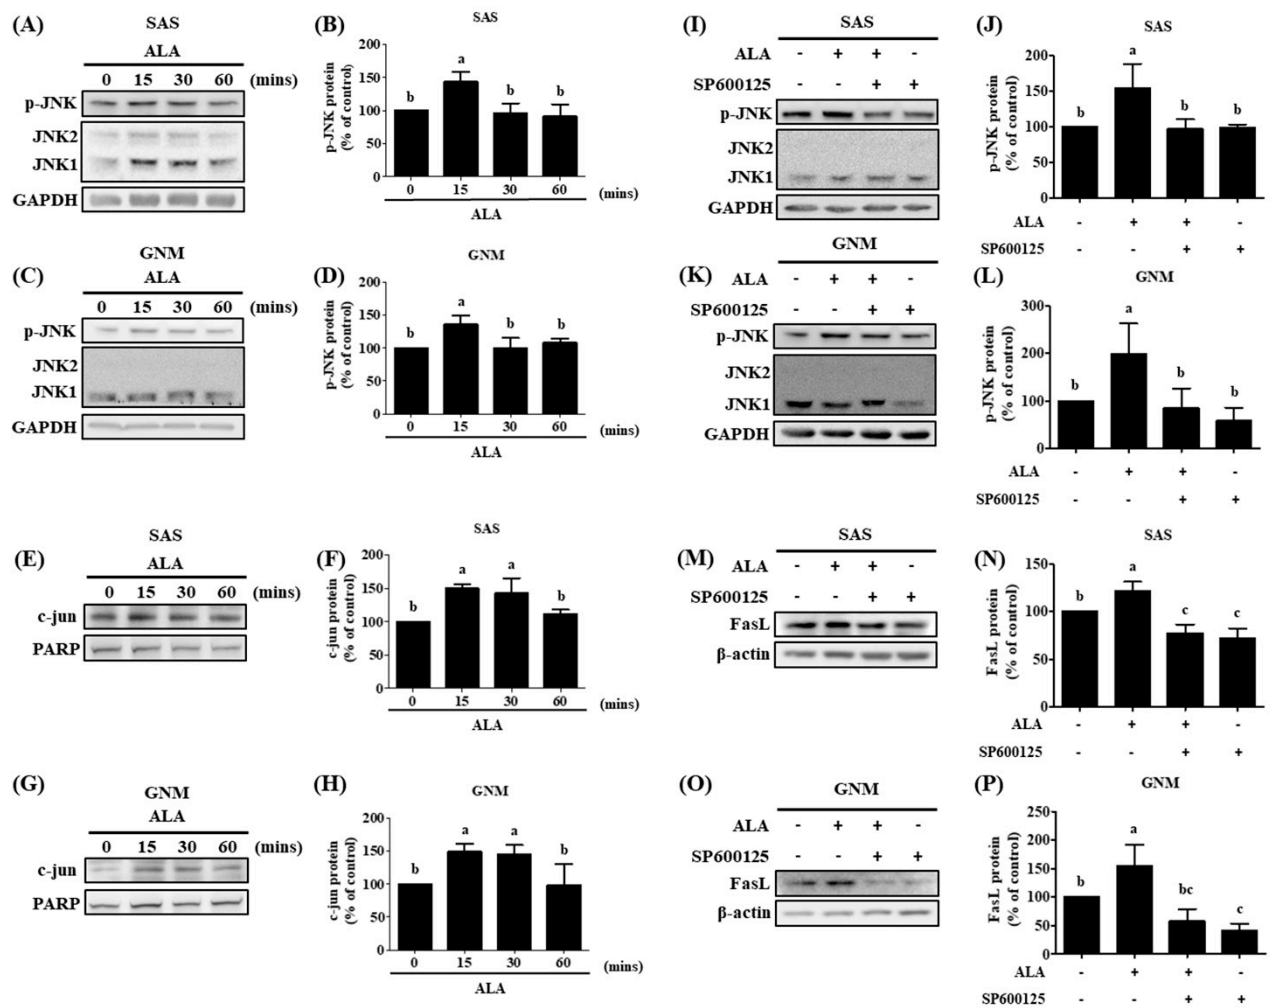 (A)
SAS
ALA
0 15 30 60 (mins)
p-JNK
JNK2
JNK1
GAPDH
(B)
SAS
p-JNK protein
(% of control)
200
150
100
50
0
b a b b
0 15 30 60 (mins)
ALA
(C)
GNM
ALA
0 15 30 60 (mins)
p-JNK
JNK2
JNK1
GAPDH
(D)
GNM
p-JNK protein
(% of control)
200
150
100
50
0
b a b b
0 15 30 60 (mins)
ALA
(E)
SAS
ALA
0 15 30 60 (mins)
c-jun
PARP
(F)
SAS
c-jun protein
(% of control)
200
150
100
50
0
b a a b
0 15 30 60 (mins)
ALA
(G)
GNM
ALA
0 15 30 60 (mins)
c-jun
PARP
(H)
GNM
c-jun protein
(% of control)
200
150
100
50
0
b a a b
0 15 30 60 (mins)
ALA
(I)
SAS
ALA - + + -
SP600125 - - + +
p-JNK
JNK2
JNK1
GAPDH
(J)
SAS
p-JNK protein
(% of control)
200
150
100
50
0
b a b b
ALA - + + -
SP600125 - - + +
(K)
GNM
ALA - + + -
SP600125 - - + +
p-JNK
JNK2
JNK1
GAPDH
(L)
GNM
p-JNK protein
(% of control)
300
200
100
0
b a b b
ALA - + + -
SP600125 - - + +
(M)
SAS
ALA - + + -
SP600125 - - + +
FasL
β-actin
(N)
SAS
FasL protein
(% of control)
150
100
50
0
b a c c
ALA - + + -
SP600125 - - + +
(O)
GNM
ALA - + + -
SP600125 - - + +
FasL
β-actin
(P)
GNM
FasL protein
(% of control)
250
200
150
100
50
0
b a bc c
ALA - + + -
SP600125 - - + +